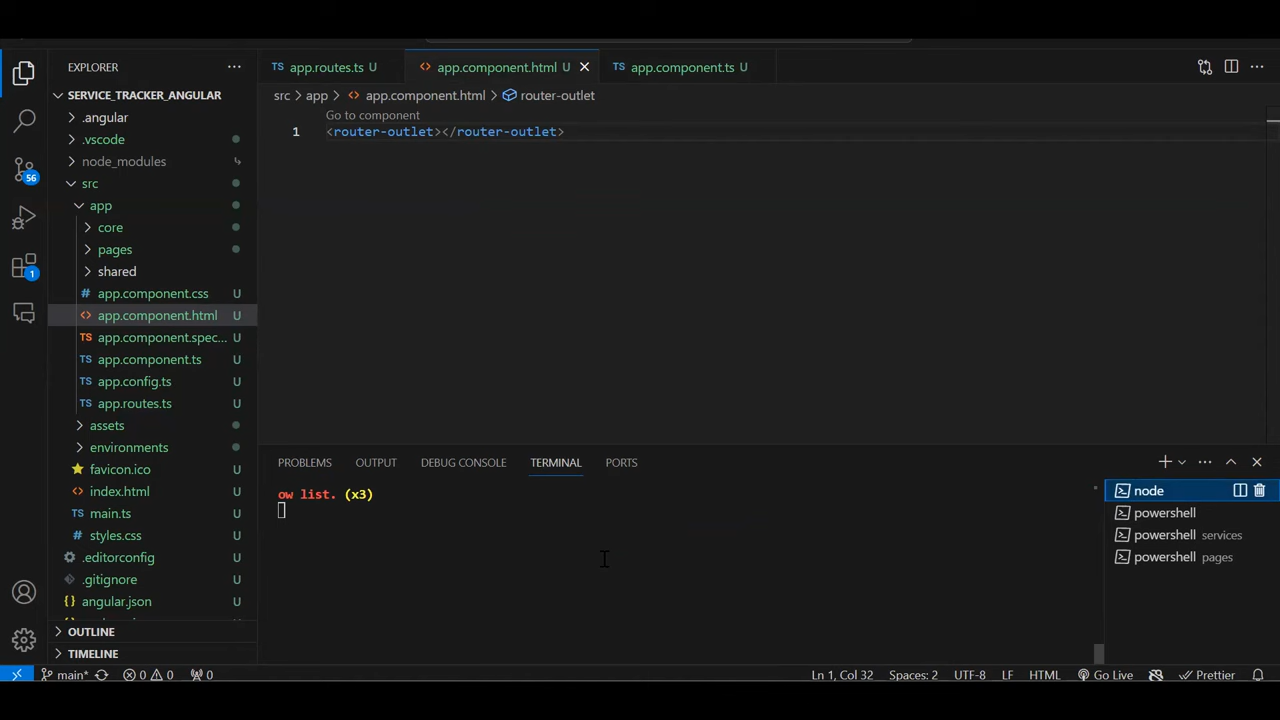 EXPLORER
SERVICE_TRACKER_ANGULAR
.angular
.vscode
node_modules
src
app
core
pages
shared
app.component.css U
app.component.html U
app.component.spec... U
app.component.ts U
app.config.ts U
app.routes.ts U
assets
environments
favicon.ico U
index.html U
main.ts U
styles.css U
.editorconfig U
.gitignore U
angular.json U
OUTLINE
TIMELINE
56
1
TS app.routes.ts U
app.component.html U
TS app.component.ts U
src > app > app.component.html > router-outlet
Go to component
1 <router-outlet></router-outlet>
PROBLEMS OUTPUT DEBUG CONSOLE TERMINAL PORTS
ow list. (x3)
node
powershell
powershell services
powershell pages
main* 0 0 0 Ln 1, Col 32 Spaces: 2 UTF-8 LF HTML Go Live Prettier